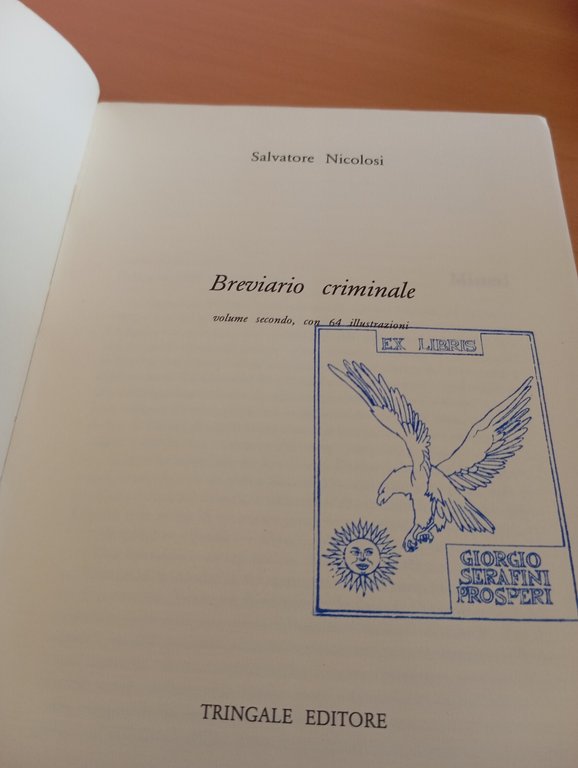 Salvatore Nicolosi
Breviario criminale
volume secondo, con 64 illustrazioni
EX LIBRIS
GIORGIO
SERAFINI
PROSPERI
TRINGALE EDITORE